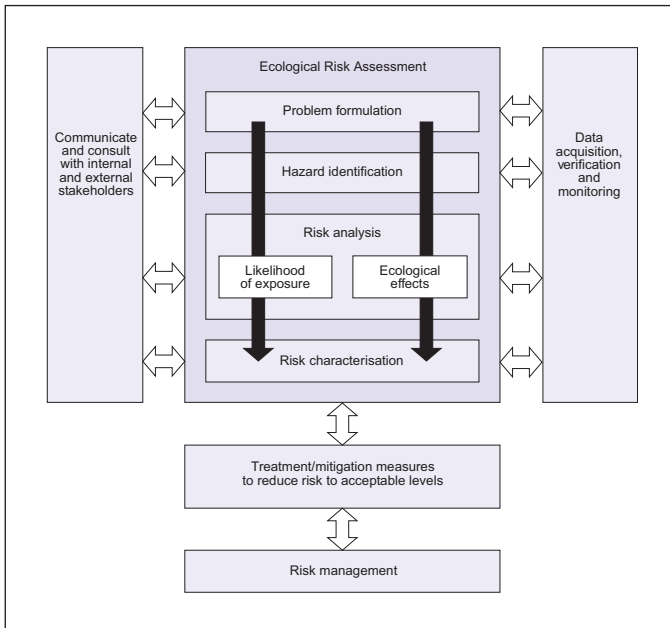 Ecological Risk Assessment
Problem formulation
Communicate
and consult
with internal
and external
stakeholders
Data
acquisition,
verification
and
monitoring
Hazard identification
Risk analysis
Likelihood
of exposure
Ecological
effects
Risk characterisation
Treatment/mitigation measures
to reduce risk to acceptable levels
Risk management